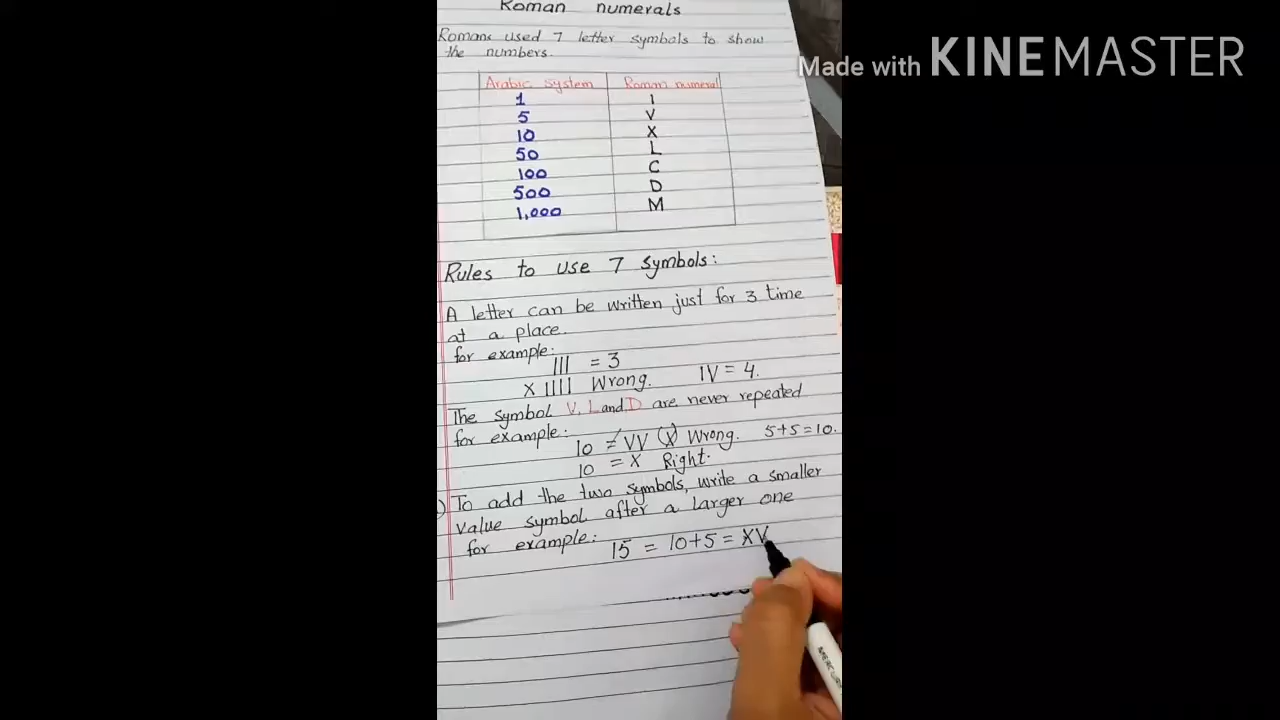 Roman numerals
Made with KINEMASTER
Romans used 7 letter symbols to show
the numbers.
Arabic system Roman numeral
1 I
5 V
10 X
50 L
100 C
500 D
1,000 M
Rules to use 7 symbols:
A letter can be written just for 3 time
at a place.
for example:
III = 3
X IIII Wrong. IV = 4.
The symbol V, L and D are never repeated
for example:
10 = VV (X) Wrong. 5+5=10.
10 = X Right.
) To add the two symbols, write a smaller
value symbol after a larger one
for example:
15 = 10+5 = XV